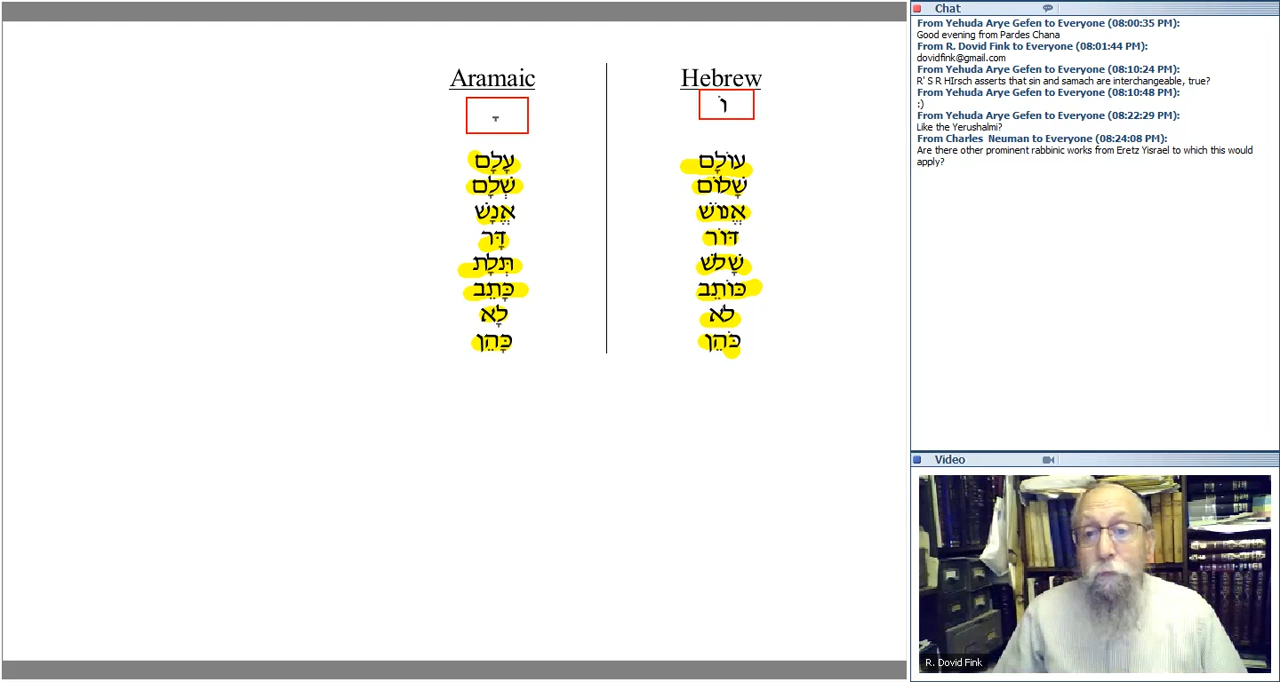 Aramaic
Hebrew
ָ
וֹ
עָלָם
עוֹלָם
שְׁלָם
שָׁלוֹם
אֱנָשׁ
אֱנוֹשׁ
דָּר
דּוֹר
תְּלָת
שָׁלֹשׁ
כָּתֵב
כּוֹתֵב
לָא
לֹא
כָּהֵן
כֹּהֵן
Chat
From Yehuda Arye Gefen to Everyone (08:00:35 PM):
Good evening from Pardes Chana
From R. Dovid Fink to Everyone (08:01:44 PM):
dovidfink@gmail.com
From Yehuda Arye Gefen to Everyone (08:10:24 PM):
R' S R HIrsch asserts that sin and samach are interchangeable, true?
From Yehuda Arye Gefen to Everyone (08:10:48 PM):
:)
From Yehuda Arye Gefen to Everyone (08:22:29 PM):
Like the Yerushalmi?
From Charles Neuman to Everyone (08:24:08 PM):
Are there other prominent rabbinic works from Eretz Yisrael to which this would
apply?
Video
R. Dovid Fink